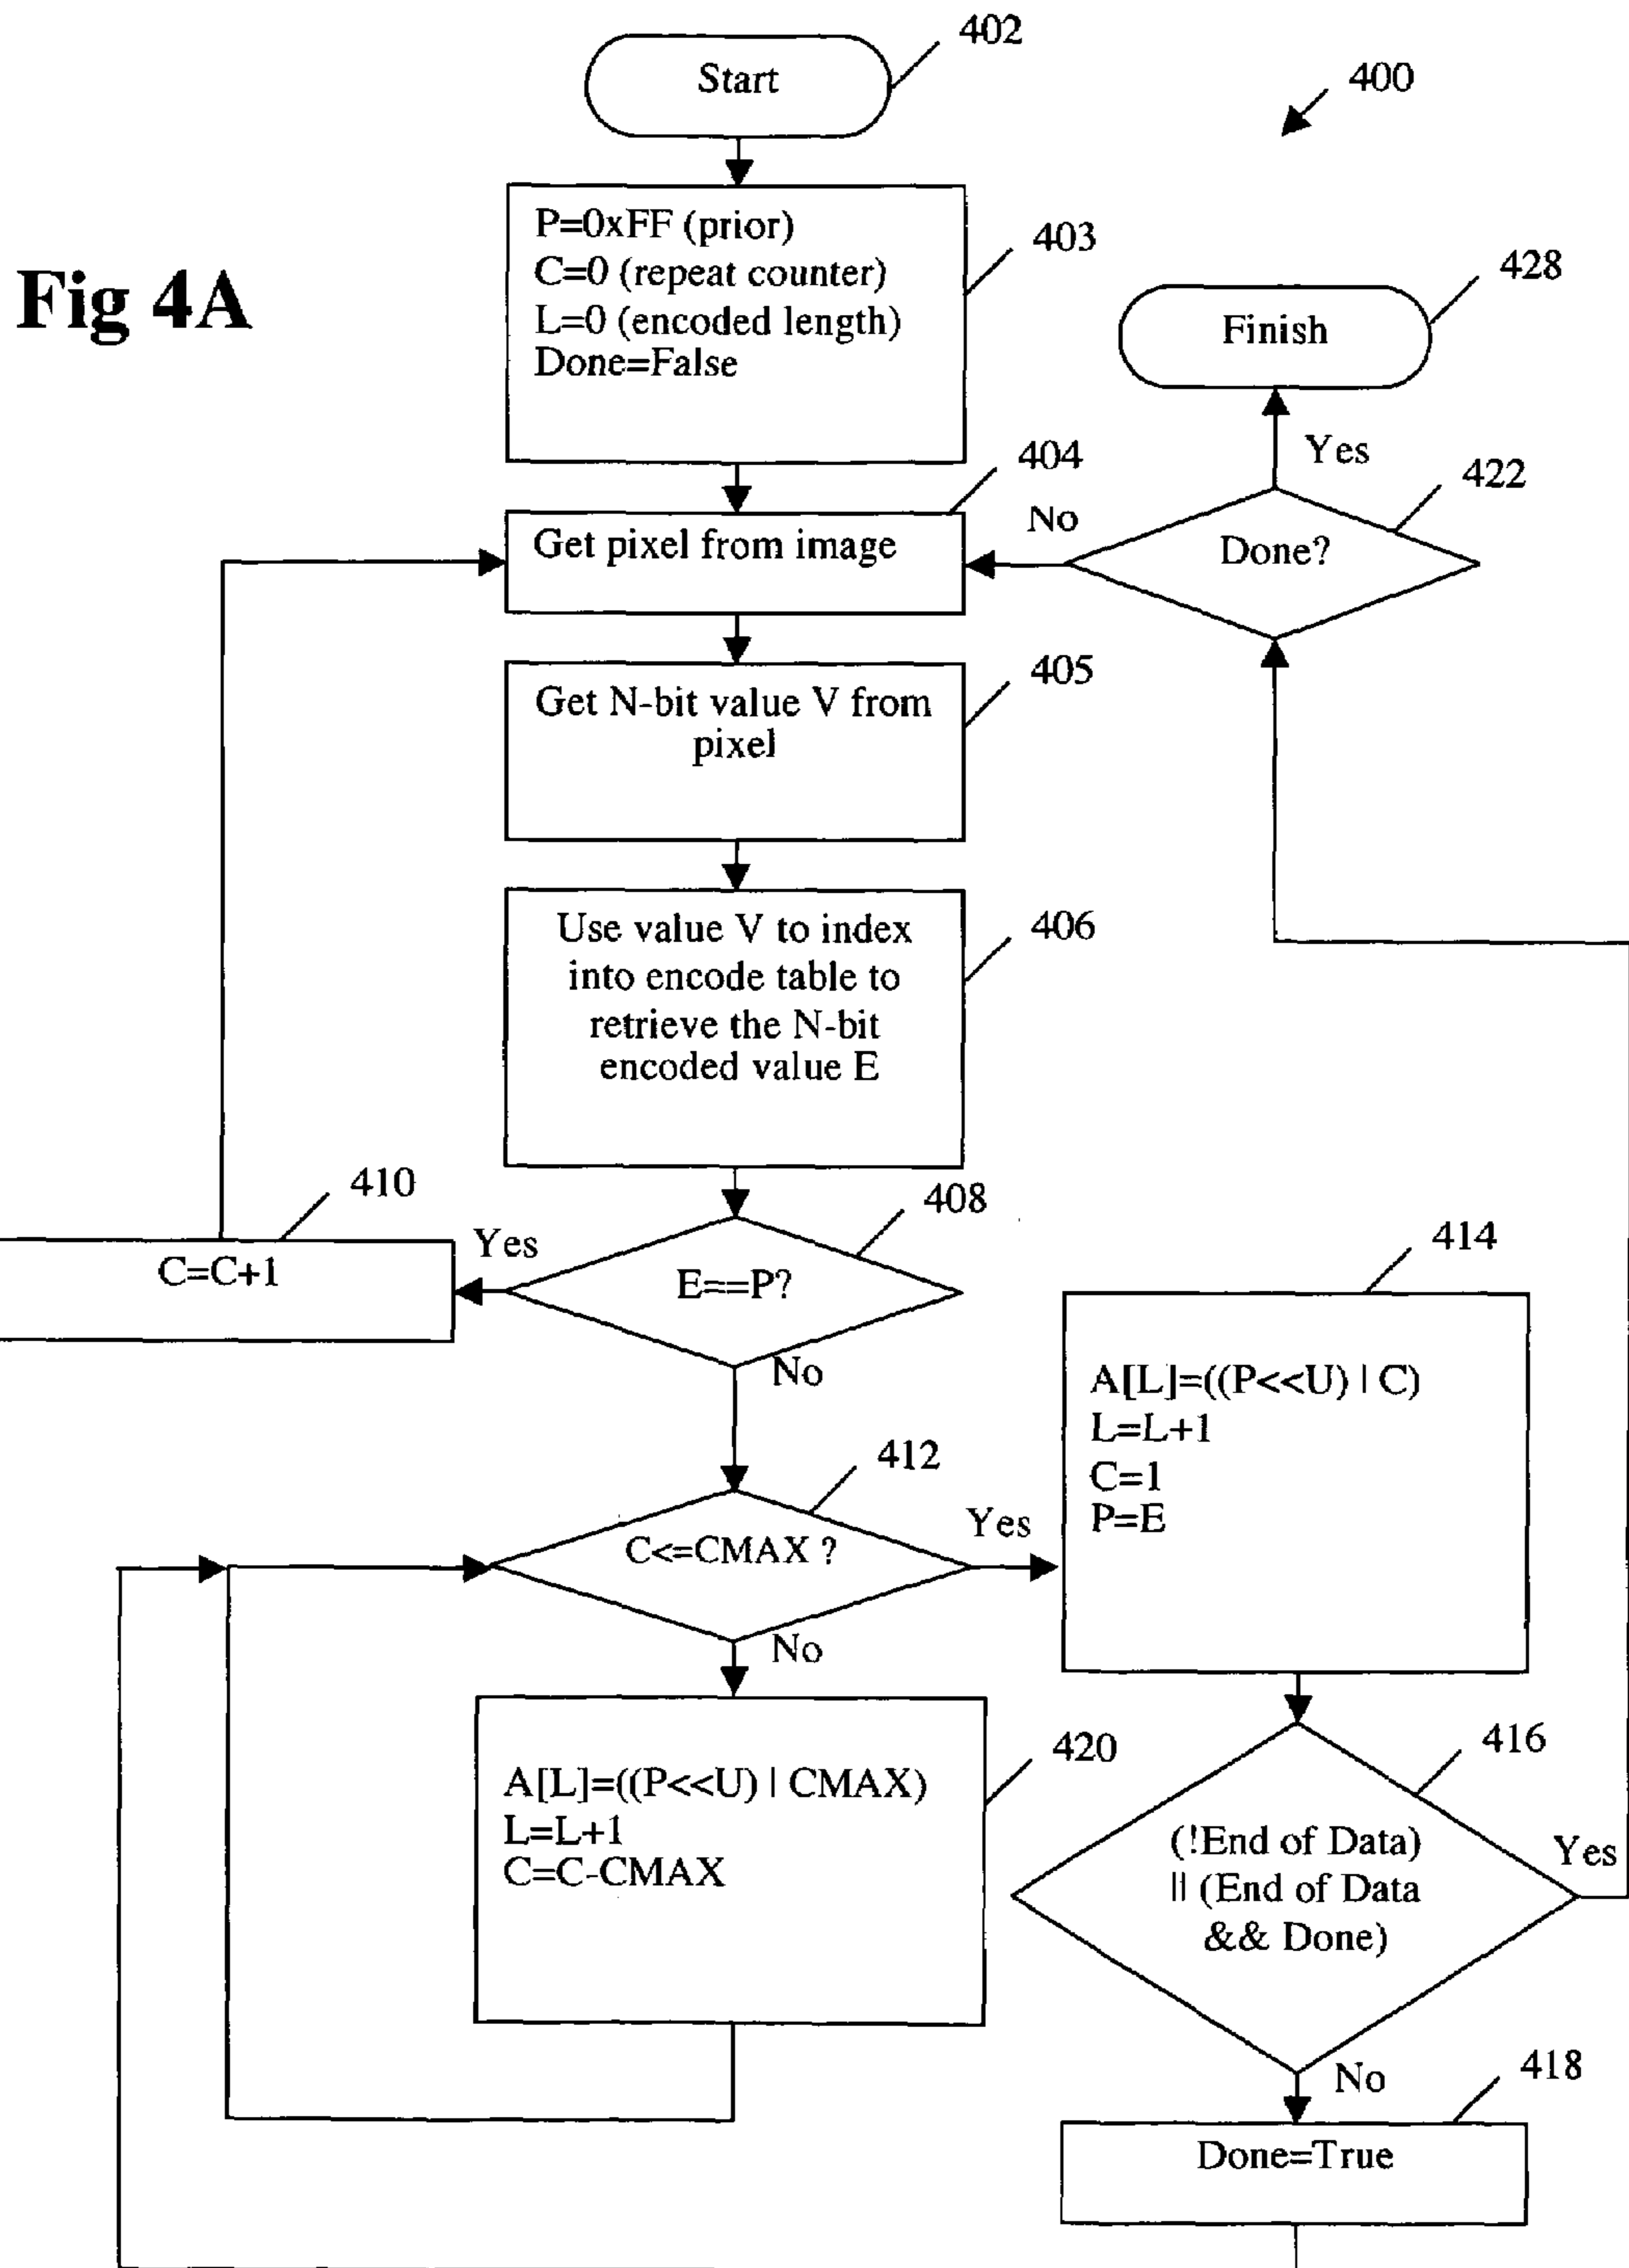 402
Start
400
Fig 4A
P=0xFF (prior)
C=0 (repeat counter)
L=0 (encoded length)
Done=False
403
428
Finish
Yes
404
422
No
Get pixel from image
Done?
405
Get N-bit value V from
pixel
406
Use value V to index
into encode table to
retrieve the N-bit
encoded value E
410
C=C+1
Yes
408
E==P?
No
414
A[L]=((P<<U) | C)
L=L+1
C=1
P=E
412
C<=CMAX ?
Yes
No
420
A[L]=((P<<U) | CMAX)
L=L+1
C=C-CMAX
416
(!End of Data)
|| (End of Data
&& Done)
Yes
No
418
Done=True